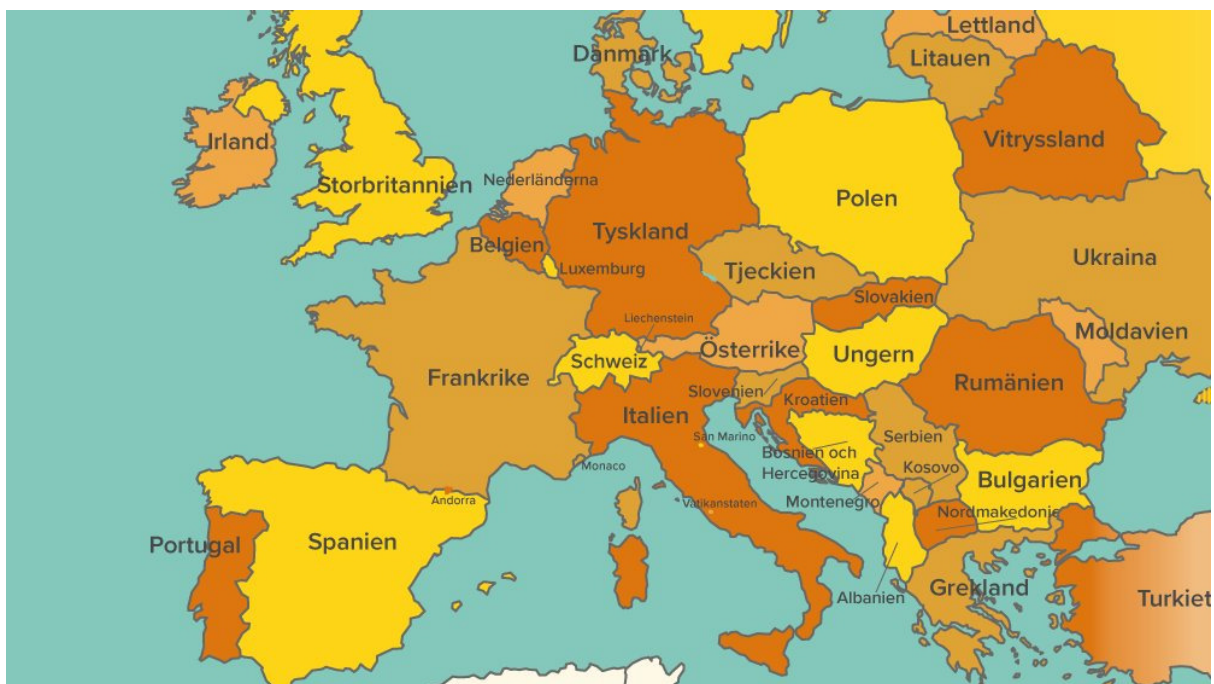 Lettland
Danmark
Litauen
Irland
Vitryssland
Nederländerna
Storbritannien
Polen
Tyskland
Belgien
Ukraina
Tjeckien
Luxemburg
Slovakien
Liechenstein
Moldavien
Österrike
Ungern
Schweiz
Frankrike
Rumänien
Slovenien
Kroatien
Italien
San Marino
Serbien
Bosnien och
Hercegovina
Kosovo
Monaco
Bulgarien
Andorra
Montenegro
Vatikanstaten
Nordmakedonie
Portugal
Spanien
Grekland
Albanien
Turkiet